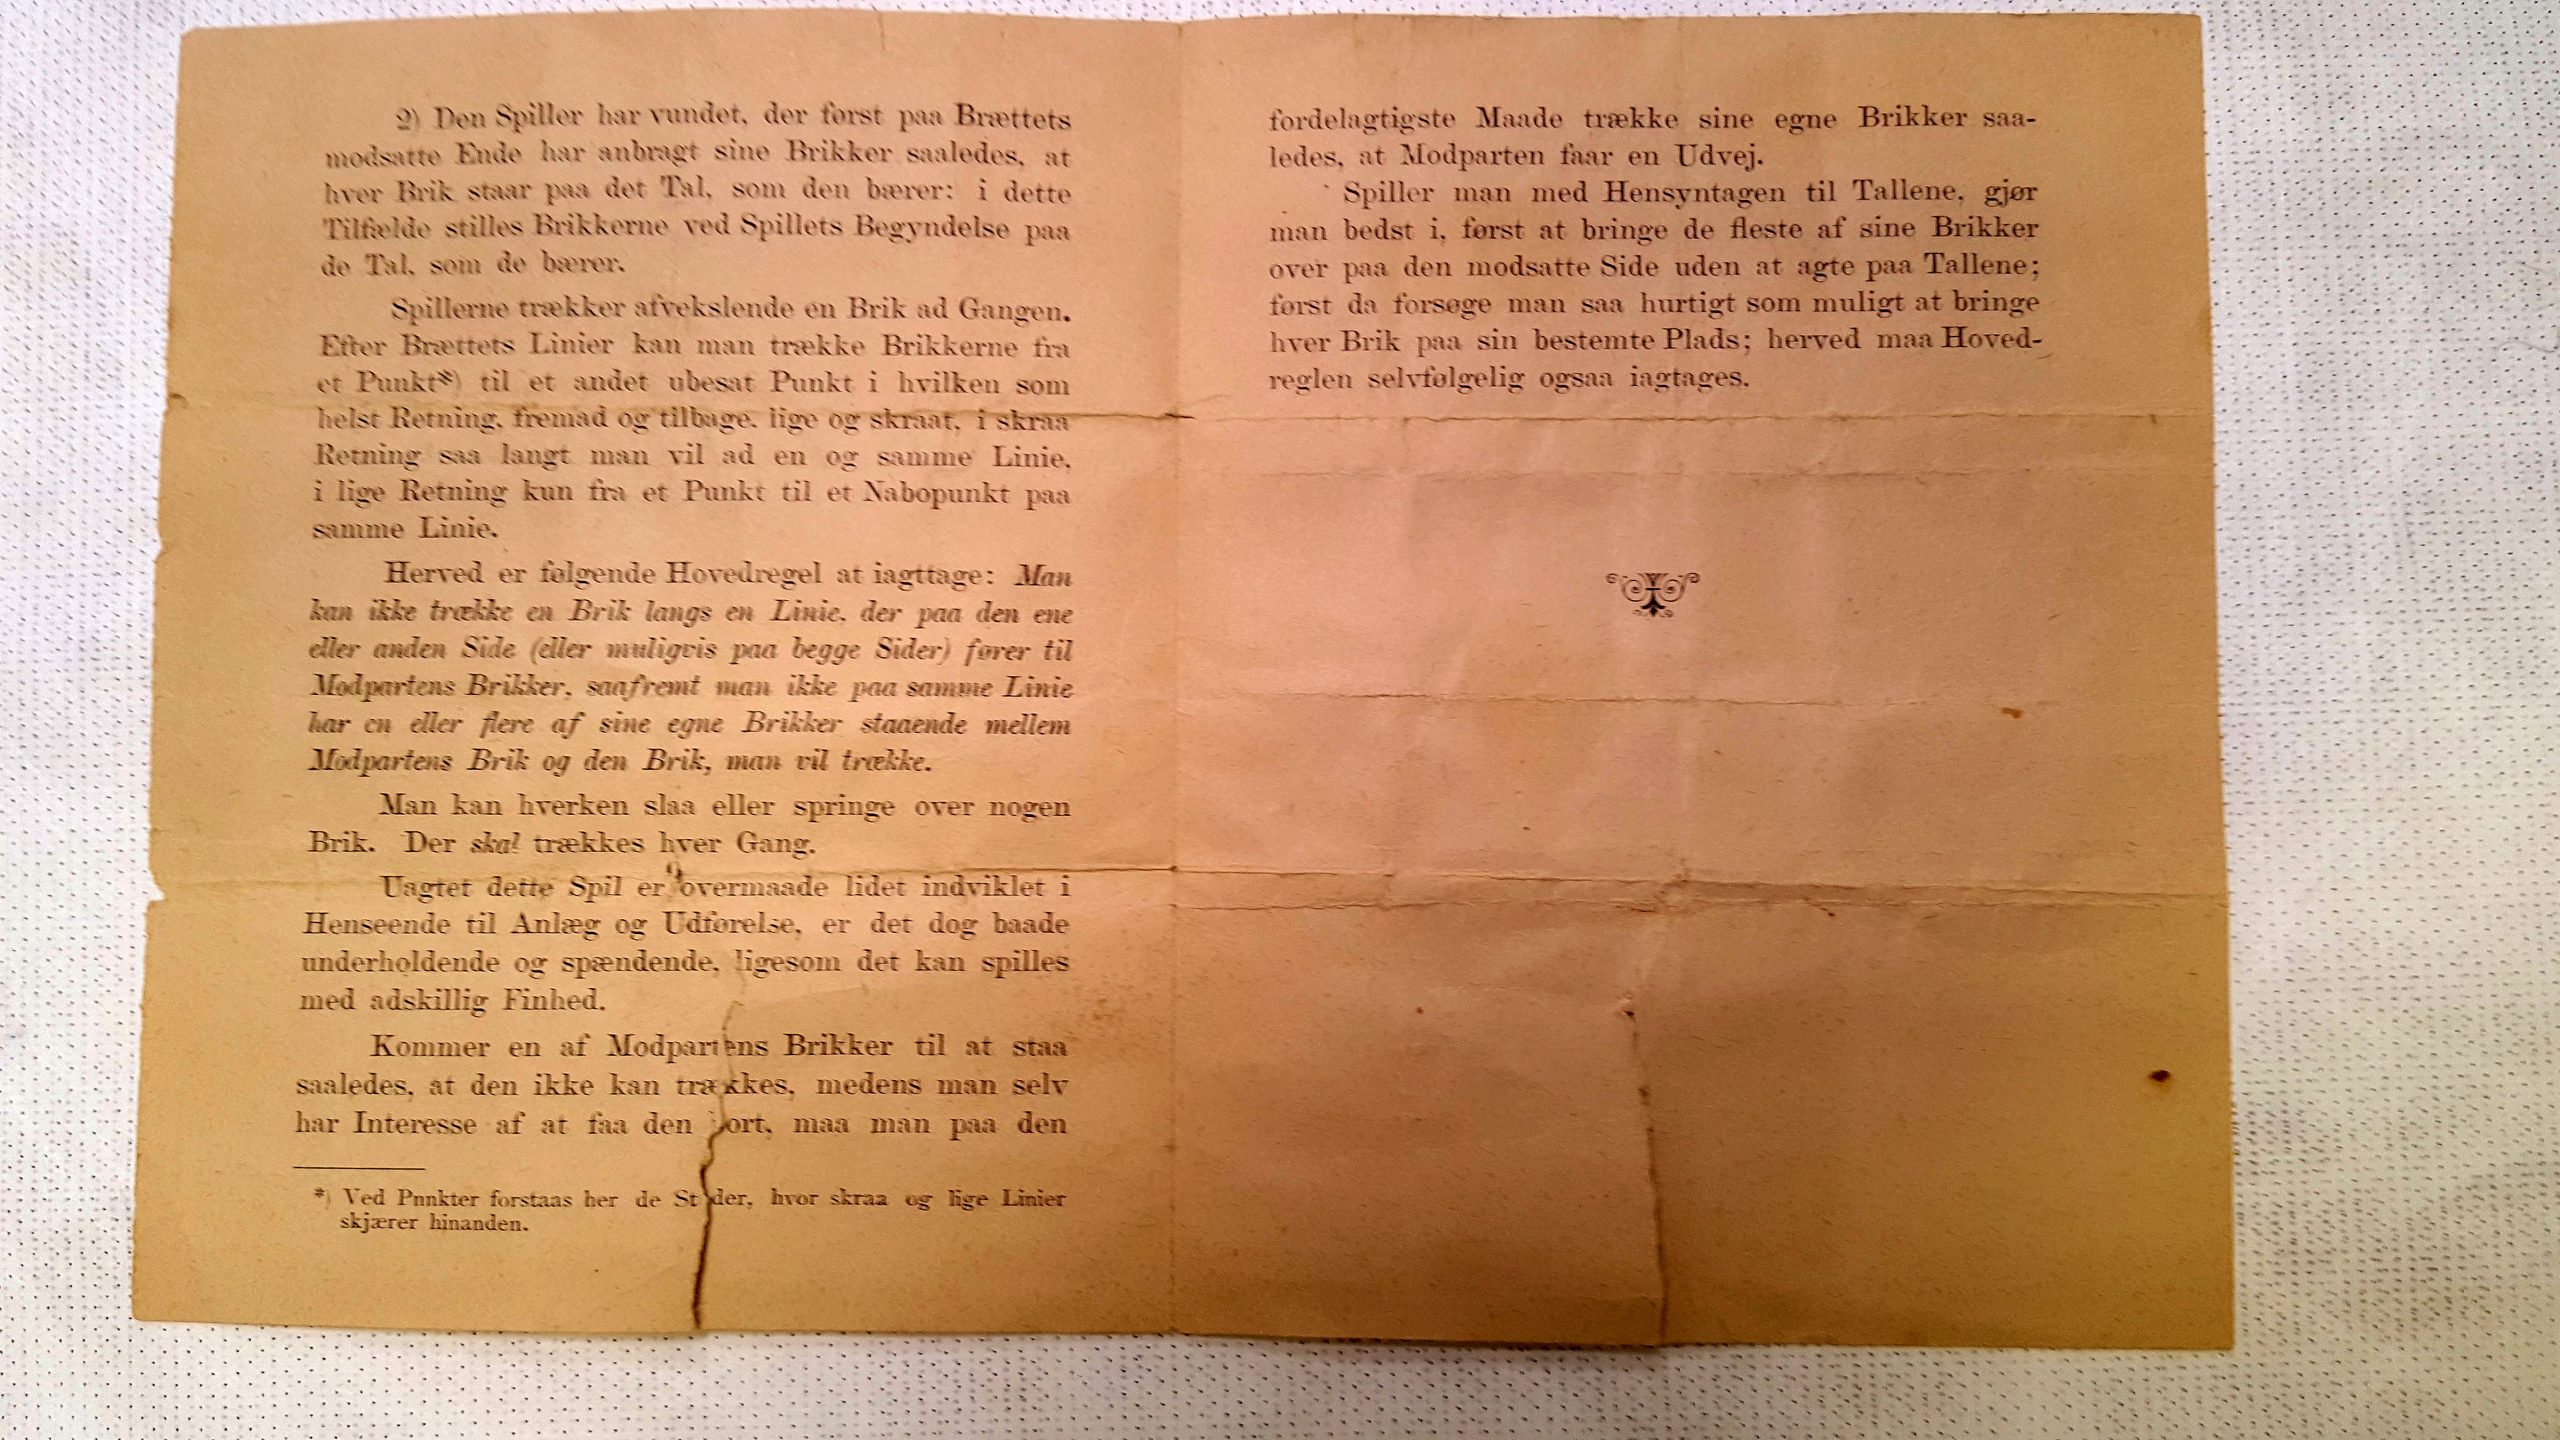 2) Den Spiller har vundet, der først paa Brættets
modsatte Ende har anbragt sine Brikker saaledes, at
hver Brik staar paa det Tal, som den bærer: i dette
Tilfælde stilles Brikkerne ved Spillets Begyndelse paa
de Tal, som de bærer.
Spillerne trækker afvekslende en Brik ad Gangen.
Efter Brættets Linier kan man trække Brikkerne fra
et Punkt*) til et andet ubesat Punkt i hvilken som
helst Retning, fremad og tilbage, lige og skraat, i skraa
Retning saa langt man vil ad en og samme Linie,
i lige Retning kun fra et Punkt til et Nabopunkt paa
samme Linie.
Herved er følgende Hovedregel at iagttage: Man
kan ikke trække en Brik langs en Linie, der paa den ene
eller anden Side (eller muligvis paa begge Sider) fører til
Modpartens Brikker, saafremt man ikke paa samme Linie
har en eller flere af sine egne Brikker staaende mellem
Modpartens Brik og den Brik, man vil trække.
Man kan hverken slaa eller springe over nogen
Brik. Der skal trækkes hver Gang.
Uagtet dette Spil er overmaade lidet indviklet i
Henseende til Anlæg og Udførelse, er det dog baade
underholdende og spændende, ligesom det kan spilles
med adskillig Finhed.
Kommer en af Modpartens Brikker til at staa
saaledes, at den ikke kan trækkes, medens man selv
har Interesse af at faa den bort, maa man paa den
*) Ved Pnnkter forstaas her de Steder, hvor skraa og lige Linier
skjærer hinanden.
fordelagtigste Maade trække sine egne Brikker saa-
ledes, at Modparten faar en Udvej.
Spiller man med Hensyntagen til Tallene, gjør
man bedst i, først at bringe de fleste af sine Brikker
over paa den modsatte Side uden at agte paa Tallene;
først da forsøge man saa hurtigt som muligt at bringe
hver Brik paa sin bestemte Plads; herved maa Hoved-
reglen selvfølgelig ogsaa iagtages.